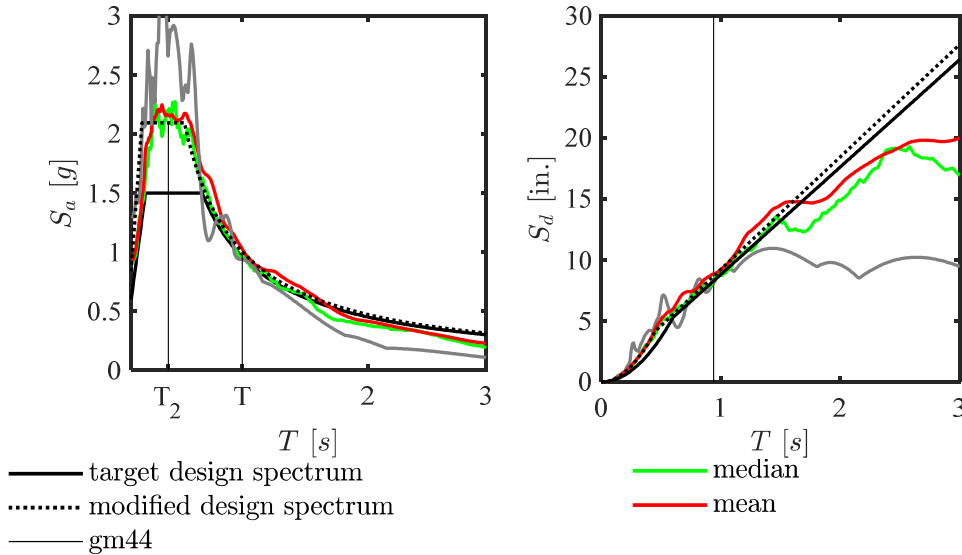 3
2.5
2
1.5
1
0.5
0
S_a [g]
T_2
T
2
3
T [s]
30
25
20
15
10
5
0
S_d [in.]
0
1
2
3
T [s]
target design spectrum
modified design spectrum
gm44
median
mean